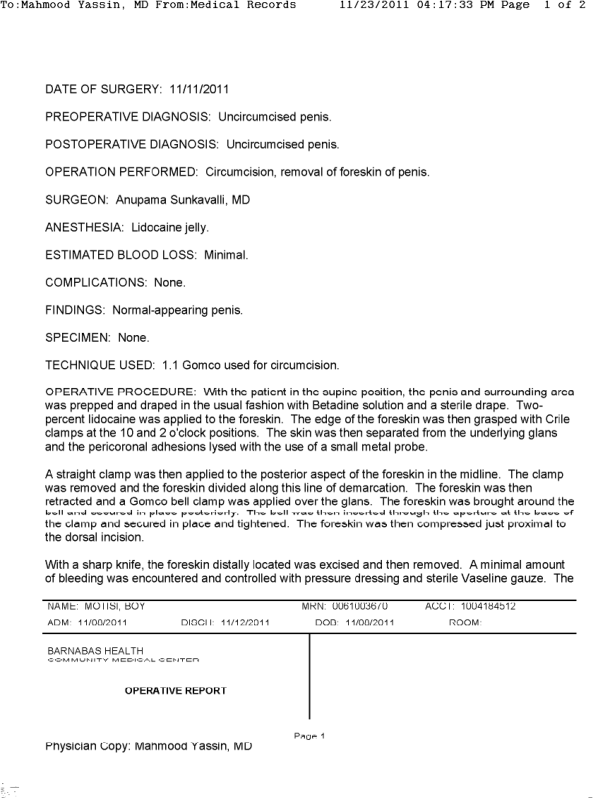 To:Mahmood Yassin, MD From:Medical Records 11/23/2011 04:17:33 PM Page 1 of 2
DATE OF SURGERY: 11/11/2011
PREOPERATIVE DIAGNOSIS: Uncircumcised penis.
POSTOPERATIVE DIAGNOSIS: Uncircumcised penis.
OPERATION PERFORMED: Circumcision, removal of foreskin of penis.
SURGEON: Anupama Sunkavalli, MD
ANESTHESIA: Lidocaine jelly.
ESTIMATED BLOOD LOSS: Minimal.
COMPLICATIONS: None.
FINDINGS: Normal-appearing penis.
SPECIMEN: None.
TECHNIQUE USED: 1.1 Gomco used for circumcision.
OPERATIVE PROCEDURE: With the patient in the supine position, the penis and surrounding area
was prepped and draped in the usual fashion with Betadine solution and a sterile drape. Two-
percent lidocaine was applied to the foreskin. The edge of the foreskin was then grasped with Crile
clamps at the 10 and 2 o'clock positions. The skin was then separated from the underlying glans
and the pericoronal adhesions lysed with the use of a small metal probe.
A straight clamp was then applied to the posterior aspect of the foreskin in the midline. The clamp
was removed and the foreskin divided along this line of demarcation. The foreskin was then
retracted and a Gomco bell clamp was applied over the glans. The foreskin was brought around the
bell and secured in place posteriorly. The bell was then inserted through the aperture at the base of
the clamp and secured in place and tightened. The foreskin was then compressed just proximal to
the dorsal incision.
With a sharp knife, the foreskin distally located was excised and then removed. A minimal amount
of bleeding was encountered and controlled with pressure dressing and sterile Vaseline gauze. The
NAME: MOTISI, BOY MRN: 0061003670 ACCT: 1004184512
ADM: DISCH: 11/12/2011 DOB: ROOM:
BARNABAS HEALTH
COMMUNITY MEDICAL CENTER
OPERATIVE REPORT
Page 1
Physician Copy: Mahmood Yassin, MD